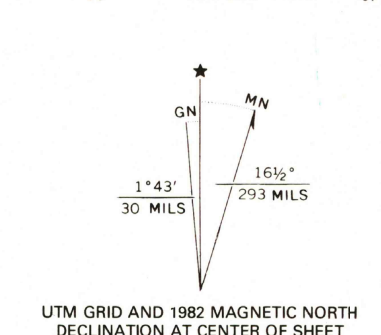 ★
MN
GN
1°43′
30 MILS
16½°
293 MILS
UTM GRID AND 1982 MAGNETIC NORTH
DECLINATION AT CENTER OF SHEET